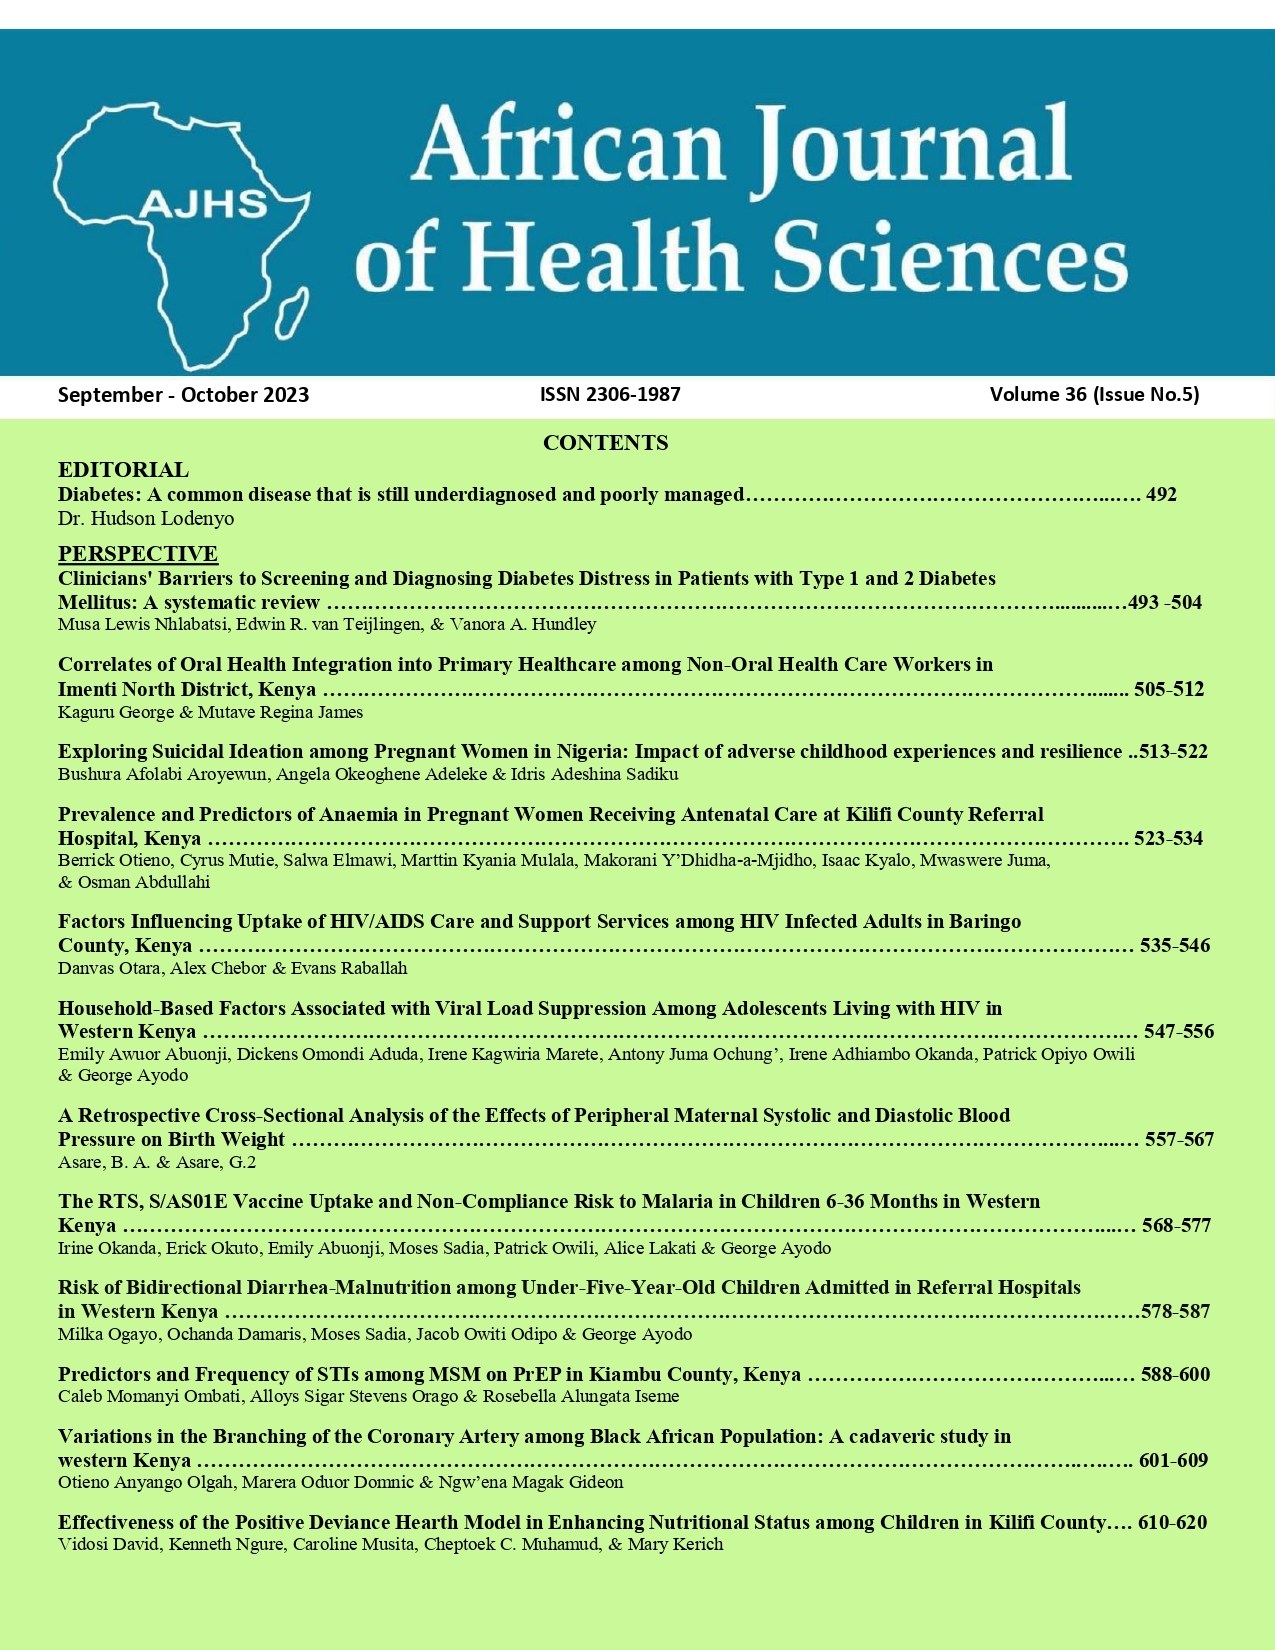 AJHS
African Journal
of Health Sciences
September - October 2023 ISSN 2306-1987 Volume 36 (Issue No.5)
CONTENTS
EDITORIAL
Diabetes: A common disease that is still underdiagnosed and poorly managed…………………………………………………... 492
Dr. Hudson Lodenyo
PERSPECTIVE
Clinicians' Barriers to Screening and Diagnosing Diabetes Distress in Patients with Type 1 and 2 Diabetes
Mellitus: A systematic review ……………………………………………………………………………………………...493 -504
Musa Lewis Nhlabatsi, Edwin R. van Teijlingen, & Vanora A. Hundley
Correlates of Oral Health Integration into Primary Healthcare among Non-Oral Health Care Workers in
Imenti North District, Kenya ……………………………………………………………………………………………....... 505-512
Kaguru George & Mutave Regina James
Exploring Suicidal Ideation among Pregnant Women in Nigeria: Impact of adverse childhood experiences and resilience ..513-522
Bushura Afolabi Aroyewun, Angela Okeoghene Adeleke & Idris Adeshina Sadiku
Prevalence and Predictors of Anaemia in Pregnant Women Receiving Antenatal Care at Kilifi County Referral
Hospital, Kenya …………………………………………………………………………………………………………. 523-534
Berrick Otieno, Cyrus Mutie, Salwa Elmawi, Marttin Kyania Mulala, Makorani Y’Dhidha-a-Mjidho, Isaac Kyalo, Mwaswere Juma,
& Osman Abdullahi
Factors Influencing Uptake of HIV/AIDS Care and Support Services among HIV Infected Adults in Baringo
County, Kenya …………………………………………………………………………………………………………… 535-546
Danvas Otara, Alex Chebor & Evans Raballah
Household-Based Factors Associated with Viral Load Suppression Among Adolescents Living with HIV in
Western Kenya …………………………………………………………………………………………………………… 547-556
Emily Awuor Abuonji, Dickens Omondi Aduda, Irene Kagwiria Marete, Antony Juma Ochung’, Irene Adhiambo Okanda, Patrick Opiyo Owili
& George Ayodo
A Retrospective Cross-Sectional Analysis of the Effects of Peripheral Maternal Systolic and Diastolic Blood
Pressure on Birth Weight ………………………………………………………………………………………………...… 557-567
Asare, B. A. & Asare, G.2
The RTS, S/AS01E Vaccine Uptake and Non-Compliance Risk to Malaria in Children 6-36 Months in Western
Kenya …………………………………………………………………………………………………………………...… 568-577
Irine Okanda, Erick Okuto, Emily Abuonji, Moses Sadia, Patrick Owili, Alice Lakati & George Ayodo
Risk of Bidirectional Diarrhea-Malnutrition among Under-Five-Year-Old Children Admitted in Referral Hospitals
in Western Kenya …………………………………………………………………………………………………………578-587
Milka Ogayo, Ochanda Damaris, Moses Sadia, Jacob Owiti Odipo & George Ayodo
Predictors and Frequency of STIs among MSM on PrEP in Kiambu County, Kenya ……………………………………...… 588-600
Caleb Momanyi Ombati, Alloys Sigar Stevens Orago & Rosebella Alungata Iseme
Variations in the Branching of the Coronary Artery among Black African Population: A cadaveric study in
western Kenya ……………………………………………………………………………………………………….…. 601-609
Otieno Anyango Olgah, Marera Oduor Domnic & Ngw’ena Magak Gideon
Effectiveness of the Positive Deviance Hearth Model in Enhancing Nutritional Status among Children in Kilifi County…. 610-620
Vidosi David, Kenneth Ngure, Caroline Musita, Cheptoek C. Muhamud, & Mary Kerich